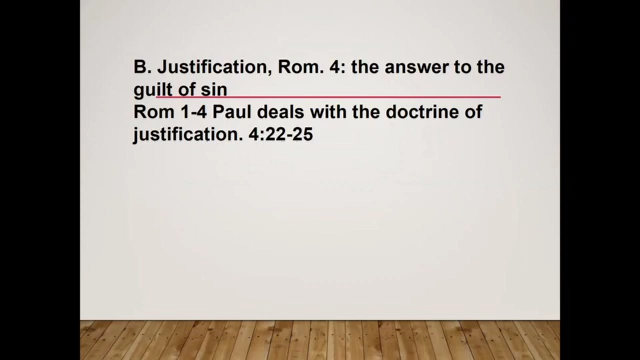 B. Justification, Rom. 4: the answer to the
guilt of sin
Rom 1-4 Paul deals with the doctrine of
justification. 4:22-25